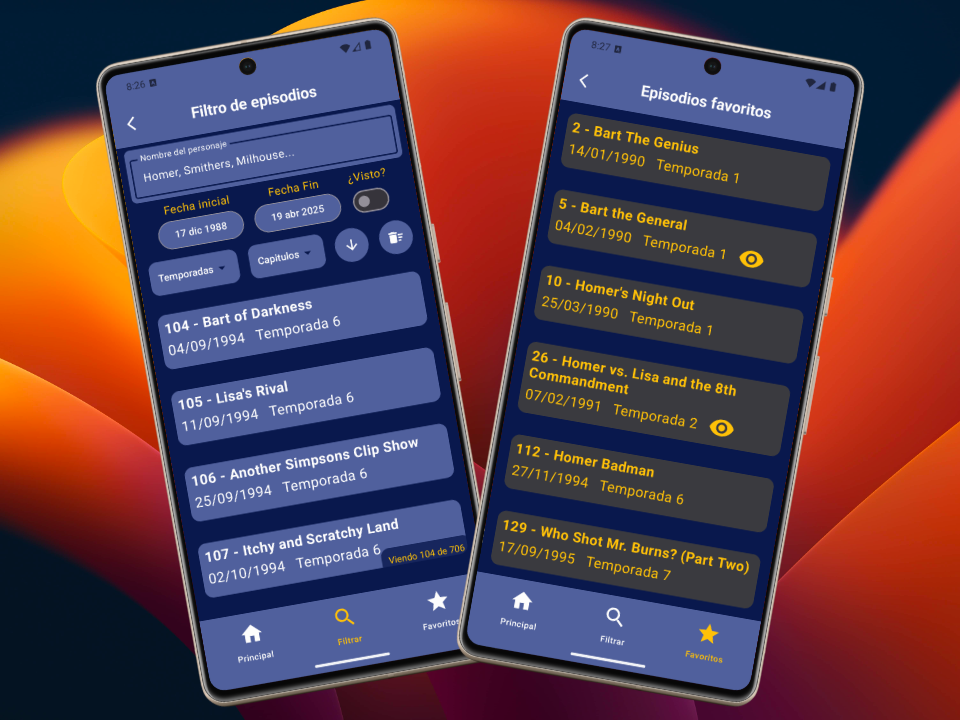 8:26
Filtro de episodios
Nombre del personaje
Homer, Smithers, Milhouse...
Fecha inicial
Fecha Fin
¿Visto?
17 dic 1988
19 abr 2025
Temporadas
Capitulos
104 - Bart of Darkness
04/09/1994 Temporada 6
105 - Lisa's Rival
11/09/1994 Temporada 6
106 - Another Simpsons Clip Show
25/09/1994 Temporada 6
107 - Itchy and Scratchy Land
02/10/1994 Temporada 6
Viendo 104 de 706
Principal
Filtrar
Favoritos
8:27
Episodios favoritos
2 - Bart The Genius
14/01/1990 Temporada 1
5 - Bart the General
04/02/1990 Temporada 1
10 - Homer's Night Out
25/03/1990 Temporada 1
26 - Homer vs. Lisa and the 8th
Commandment
07/02/1991 Temporada 2
112 - Homer Badman
27/11/1994 Temporada 6
129 - Who Shot Mr. Burns? (Part Two)
17/09/1995 Temporada 7
Principal
Filtrar
Favoritos